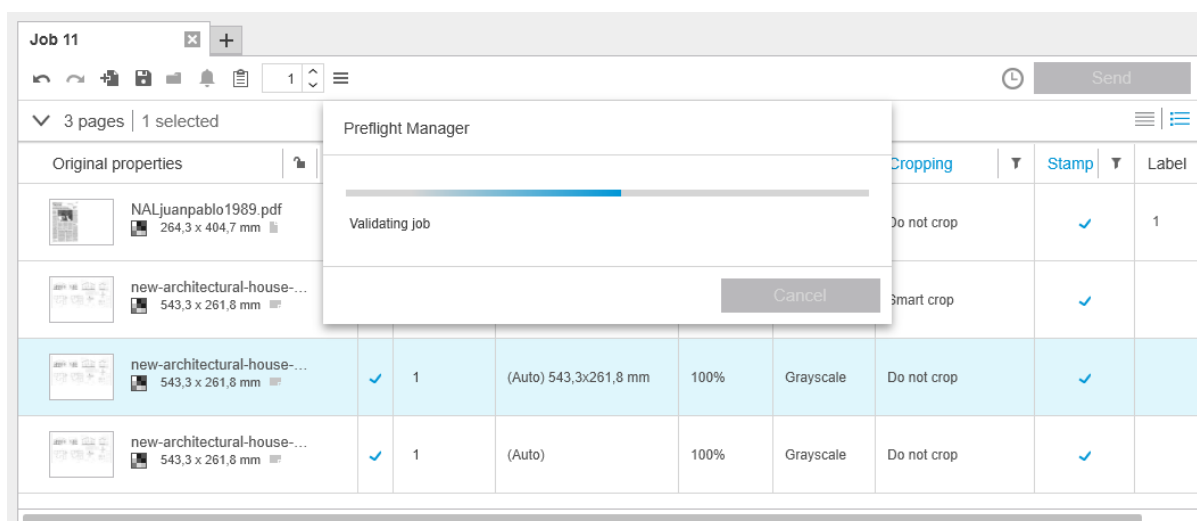 Job 11
1
Send
3 pages 1 selected
Preflight Manager
Original properties
Cropping
Stamp
Label
Validating job
NALjuanpablo1989.pdf
264,3 x 404,7 mm
Do not crop
1
Cancel
new-architectural-house-...
543,3 x 261,8 mm
Smart crop
new-architectural-house-...
543,3 x 261,8 mm
1
(Auto) 543,3x261,8 mm
100%
Grayscale
Do not crop
new-architectural-house-...
543,3 x 261,8 mm
1
(Auto)
100%
Grayscale
Do not crop